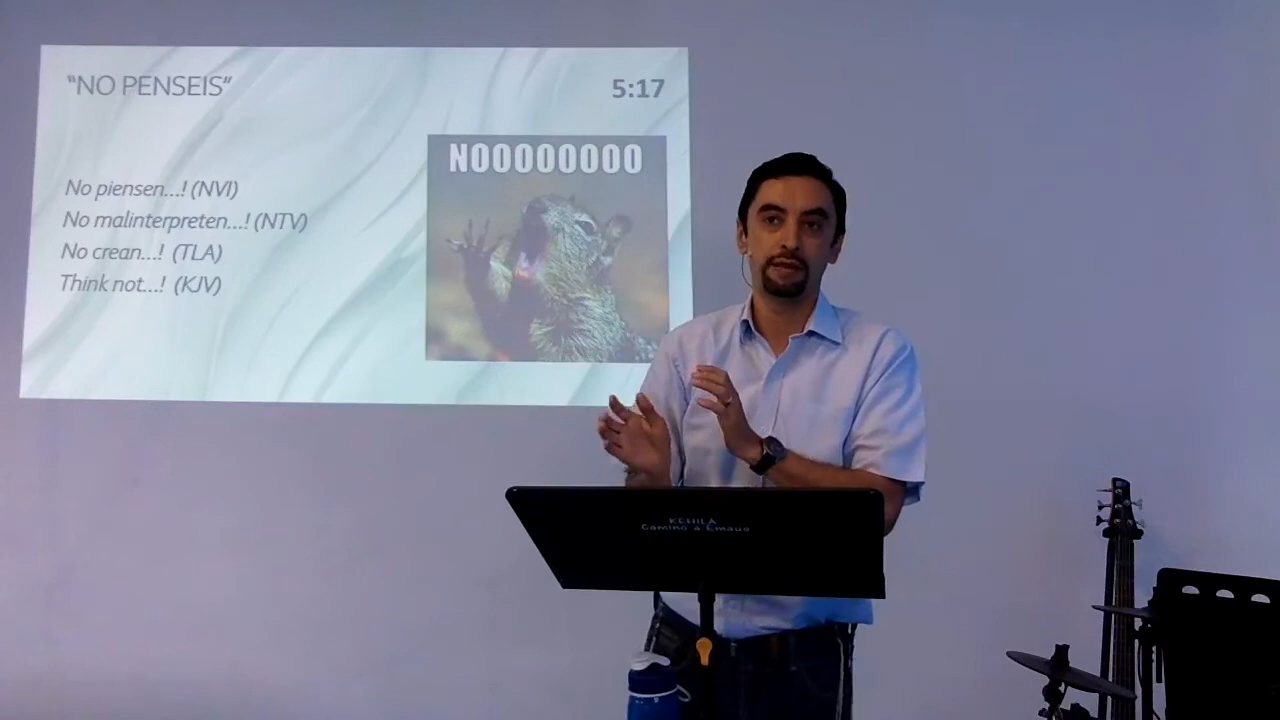 “NO PENSEIS”
5:17
NOOOOOOOO
No piensen...! (NVI)
No malinterpreten...! (NTV)
No crean...! (TLA)
Think not...! (KJV)
KEHILA
Camino a Emaus